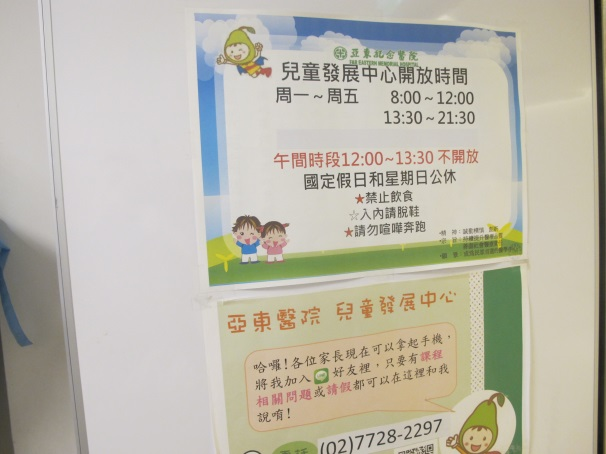 亞東紀念醫院
FAR EASTERN MEMORIAL HOSPITAL
兒童發展中心開放時間
周一～周五 8:00～12:00
13:30～21:30
午間時段12:00~13:30 不開放
國定假日和星期日公休
★禁止飲食
☆入內請脫鞋
★請勿喧嘩奔跑
亞東醫院 兒童發展中心
哈囉!各位家長現在可以拿起手機,
將我加入 好友裡,只要有課程
相關問題或請假都可以在這裡和我
說唷!
(02)7728-2297